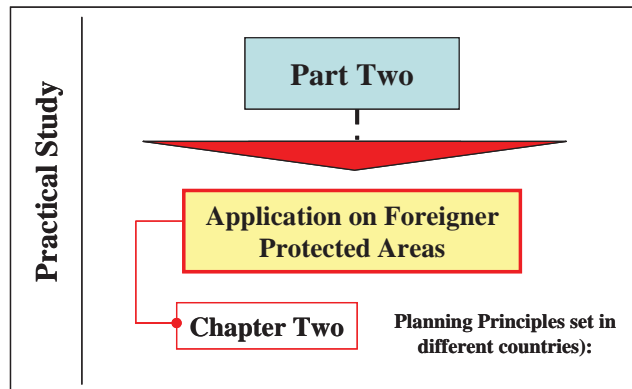 Practical Study
Part Two
Application on Foreigner
Protected Areas
Chapter Two
Planning Principles set in
different countries):